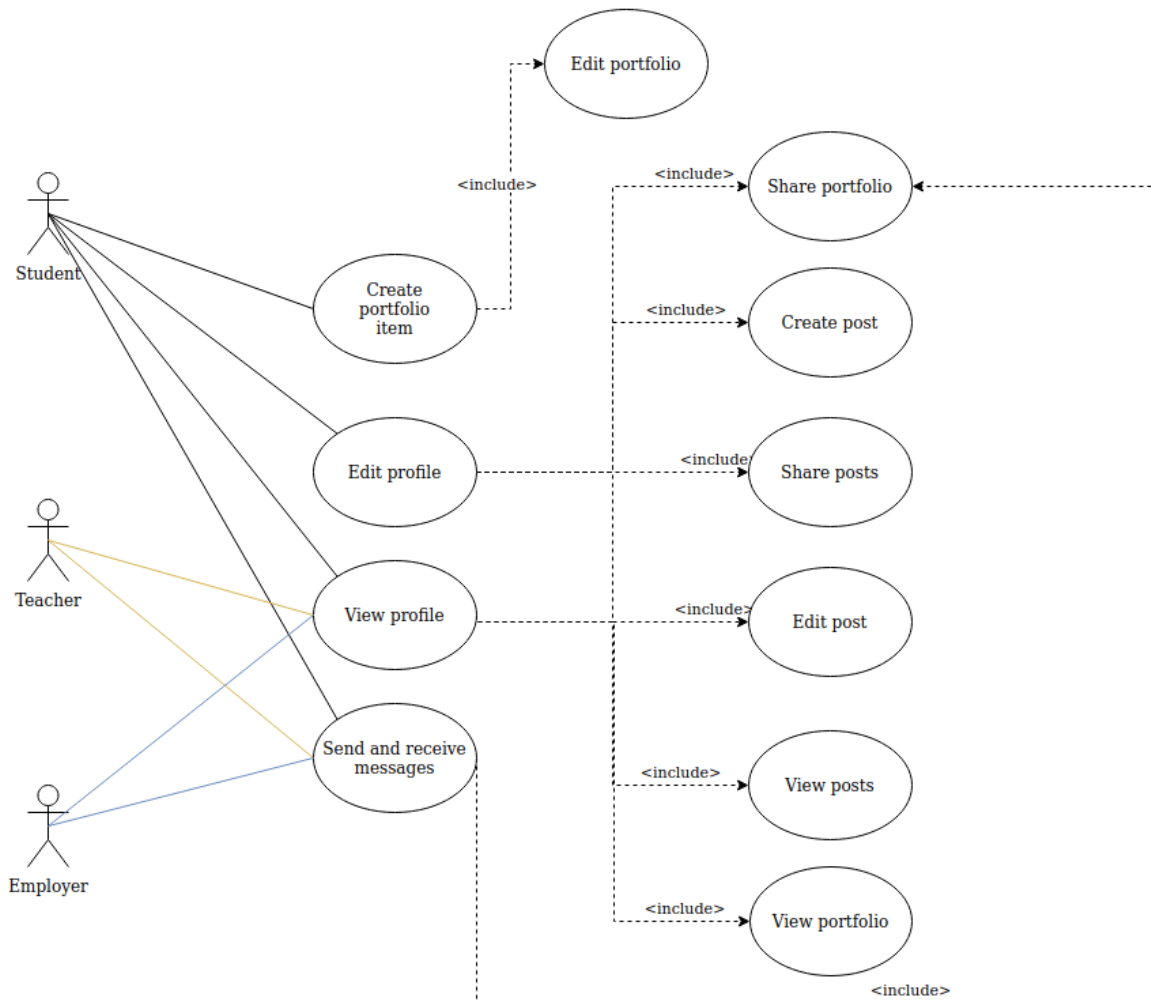 Edit portfolio
<include>
Share portfolio
<include>
Student
Create
portfolio
item
<include>
Create post
<include>
Edit profile
Share posts
Teacher
View profile
<include>
Edit post
Send and receive
messages
<include>
View posts
Employer
<include>
View portfolio
<include>